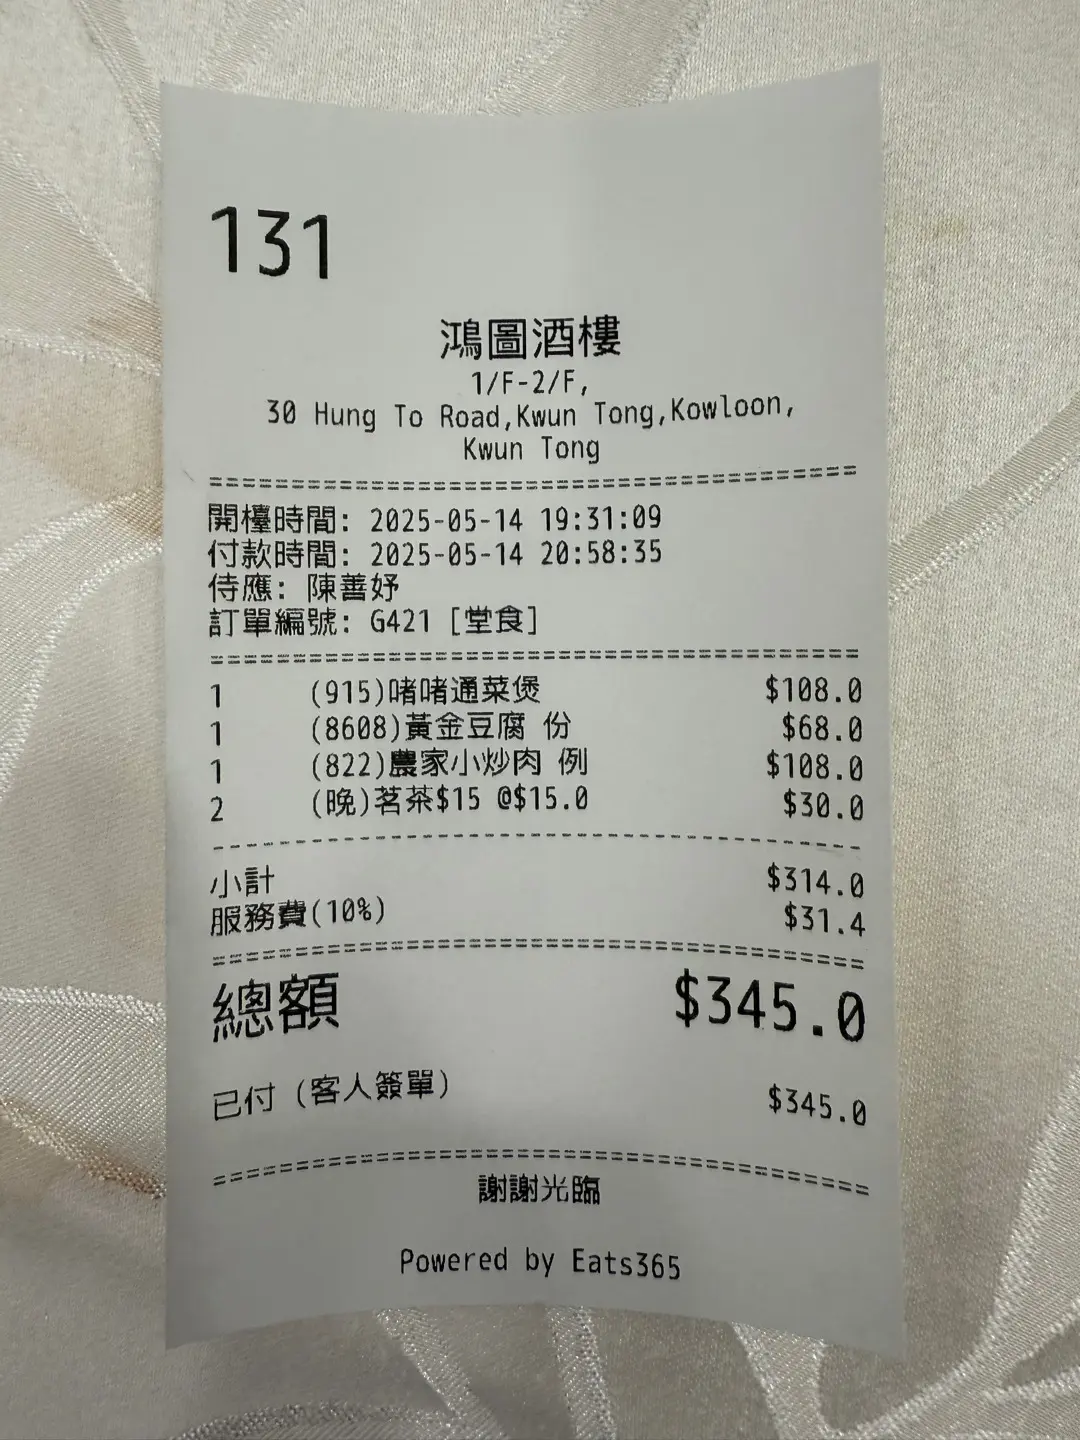 131
鴻圖酒樓
1/F-2/F,
30 Hung To Road,Kwun Tong,Kowloon,
Kwun Tong
開檯時間: 2025-05-14 19:31:09
付款時間: 2025-05-14 20:58:35
侍應: 陳善妤
訂單編號: G421 [堂食]
1 (915)啫啫通菜煲 $108.0
1 (8608)黃金豆腐 份 $68.0
1 (822)農家小炒肉 例 $108.0
2 (晚)茗茶$15 @$15.0 $30.0
小計 $314.0
服務費(10%) $31.4
總額 $345.0
已付 (客人簽單) $345.0
謝謝光臨
Powered by Eats365